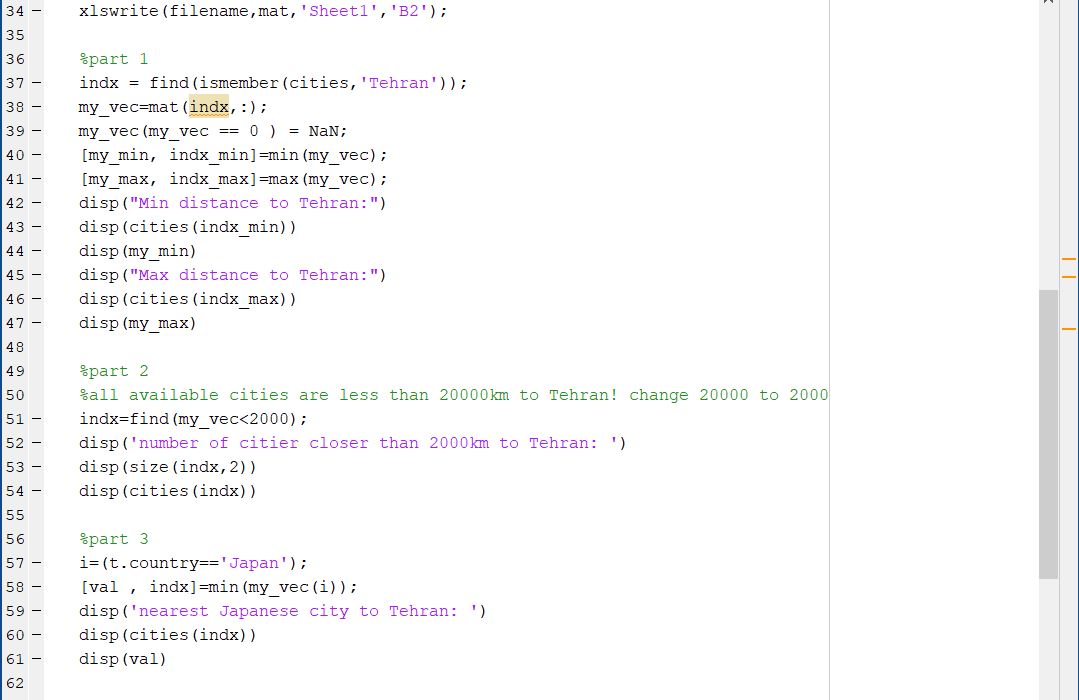 34 – xlswrite(filename,mat,'Sheet1','B2');
35
36 %part 1
37 – indx = find(ismember(cities,'Tehran'));
38 – my_vec=mat(indx,:);
39 – my_vec(my_vec == 0 ) = NaN;
40 – [my_min, indx_min]=min(my_vec);
41 – [my_max, indx_max]=max(my_vec);
42 – disp("Min distance to Tehran:")
43 – disp(cities(indx_min))
44 – disp(my_min)
45 – disp("Max distance to Tehran:")
46 – disp(cities(indx_max))
47 – disp(my_max)
48
49 %part 2
50 %all available cities are less than 20000km to Tehran! change 20000 to 2000
51 – indx=find(my_vec<2000);
52 – disp('number of citier closer than 2000km to Tehran: ')
53 – disp(size(indx,2))
54 – disp(cities(indx))
55
56 %part 3
57 – i=(t.country=='Japan');
58 – [val , indx]=min(my_vec(i));
59 – disp('nearest Japanese city to Tehran: ')
60 – disp(cities(indx))
61 – disp(val)
62